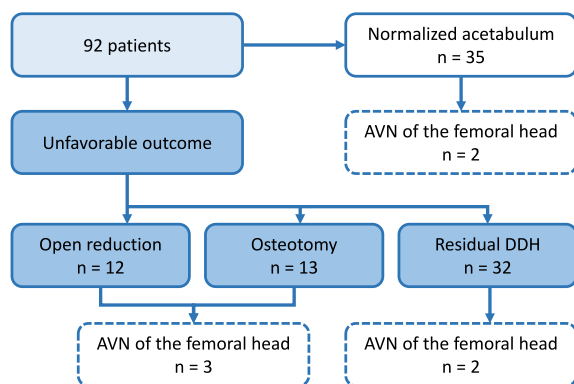 92 patients
Normalized acetabulum
n = 35
Unfavorable outcome
AVN of the femoral head
n = 2
Open reduction
n = 12
Osteotomy
n = 13
Residual DDH
n = 32
AVN of the femoral head
n = 3
AVN of the femoral head
n = 2